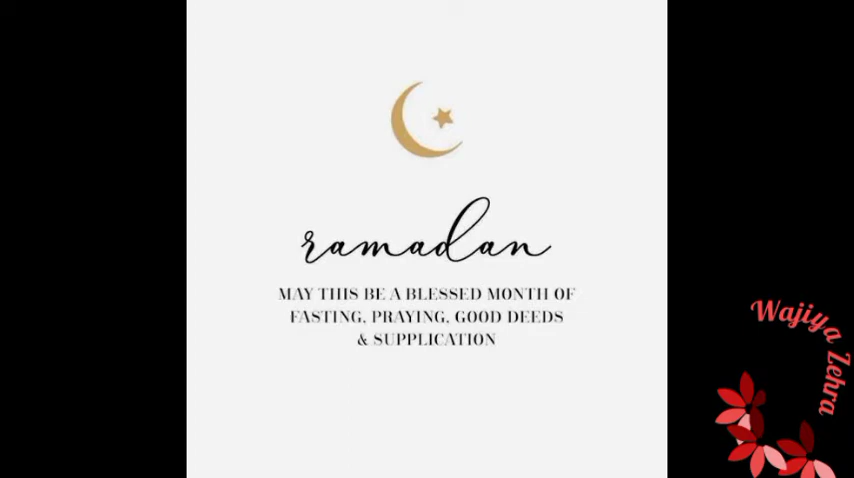 ramadan
MAY THIS BE A BLESSED MONTH OF
FASTING, PRAYING, GOOD DEEDS
& SUPPLICATION
Wajiya Zehra